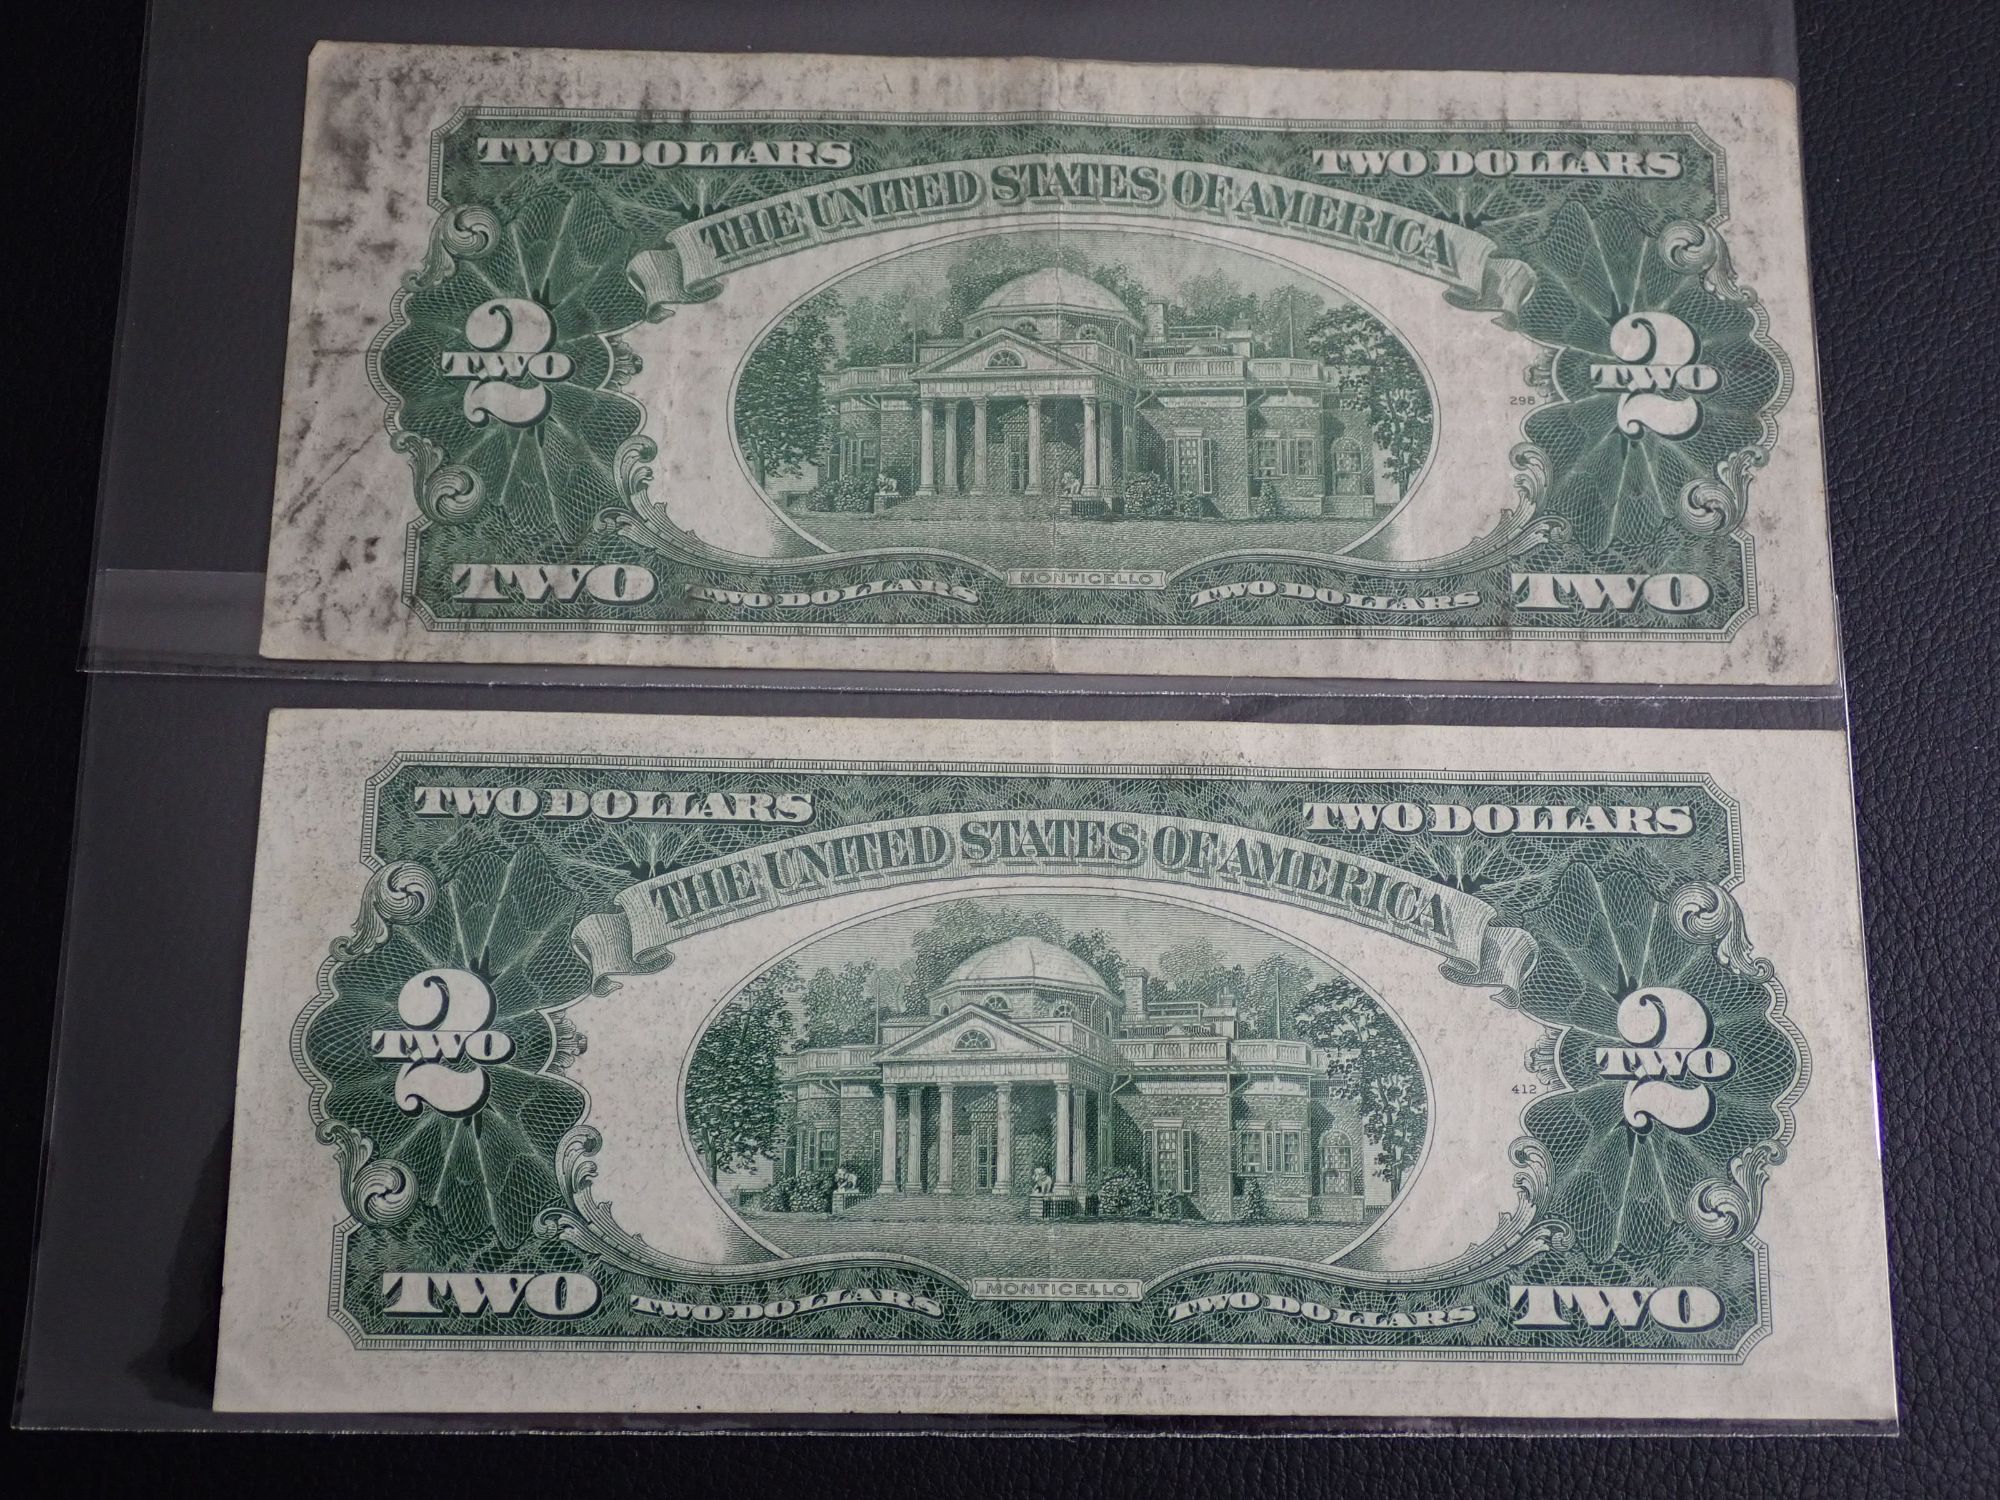 TWO DOLLARS TWO DOLLARS
THE UNITED STATES OF AMERICA
2 2
TWO TWO
298
TWO TWO DOLLARS MONTICELLO TWO DOLLARS TWO
TWO DOLLARS TWO DOLLARS
THE UNITED STATES OF AMERICA
2 2
TWO TWO
412
TWO TWO DOLLARS MONTICELLO TWO DOLLARS TWO